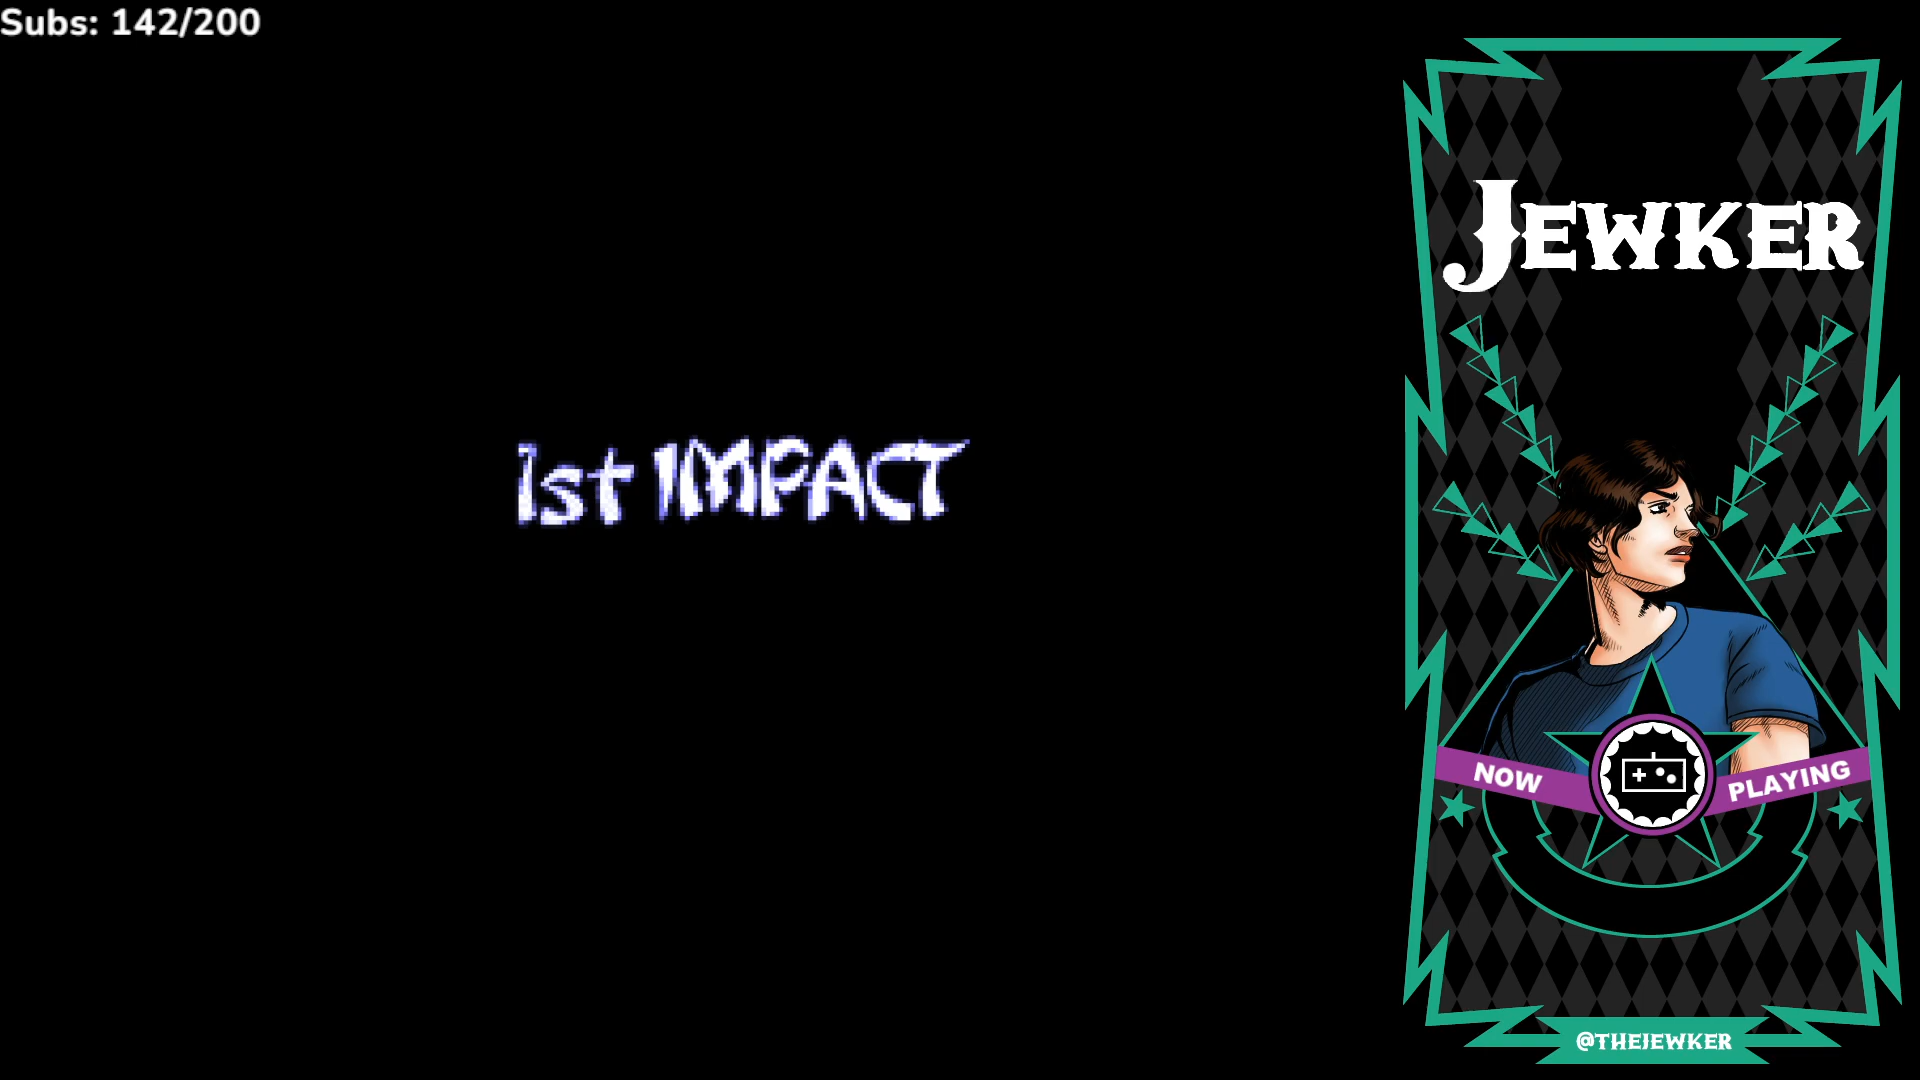 Subs: 142/200
1st IMPACT
JEWKER
NOW PLAYING
@THEJEWKER